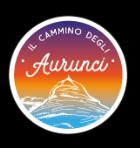 • IL CAMMINO DEGLI •
Aurunci